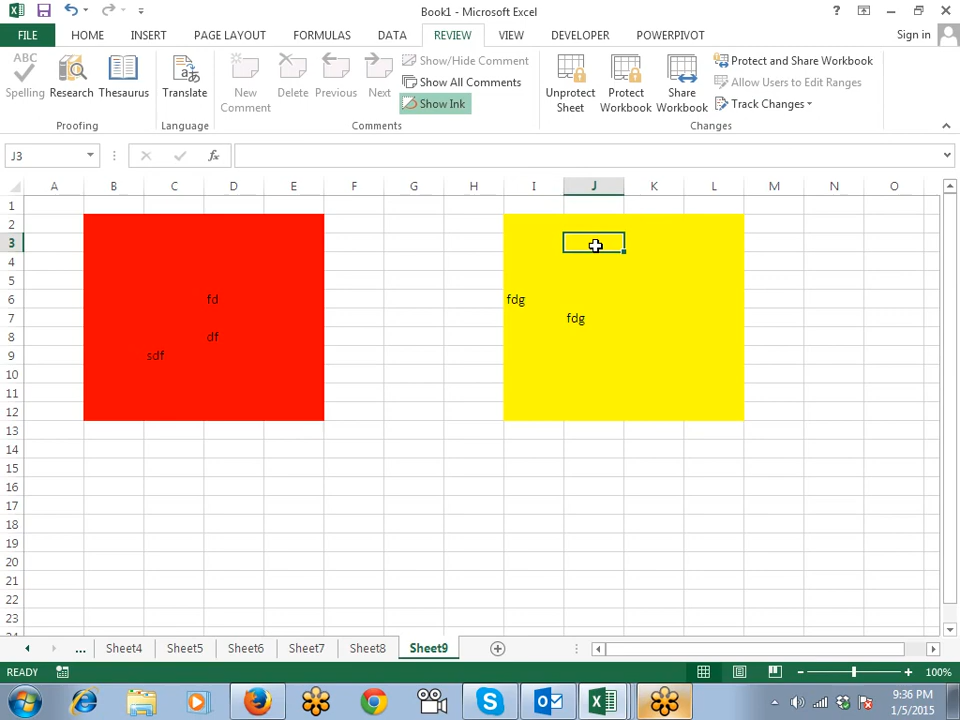 Book1 - Microsoft Excel
?
FILE
HOME
INSERT
PAGE LAYOUT
FORMULAS
DATA
REVIEW
VIEW
DEVELOPER
POWERPIVOT
Sign in
ABC
Spelling
Research
Thesaurus
Translate
New Comment
Delete
Previous
Next
Show/Hide Comment
Show All Comments
Show Ink
Unprotect Sheet
Protect Workbook
Share Workbook
Protect and Share Workbook
Allow Users to Edit Ranges
Track Changes
Proofing
Language
Comments
Changes
J3
fx
A B C D E F G H I J K L M N O
1
2
3
4
5
6 fd fdg
7 fdg
8 df
9 sdf
10
11
12
13
14
15
16
17
18
19
20
21
22
23
... Sheet4 Sheet5 Sheet6 Sheet7 Sheet8 Sheet9
READY
100%
9:36 PM
1/5/2015